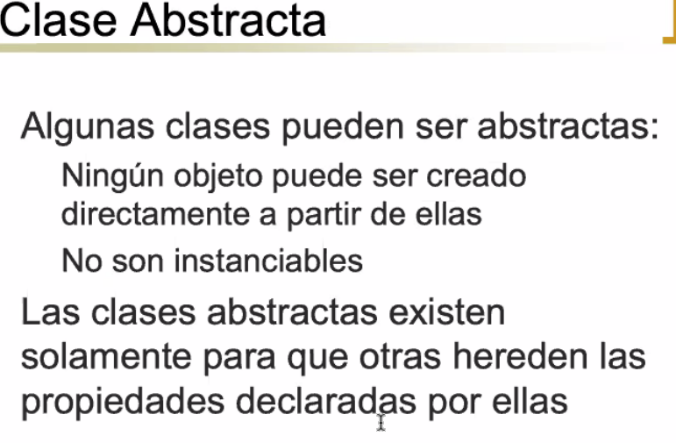 Clase Abstracta
Algunas clases pueden ser abstractas:
Ningún objeto puede ser creado
directamente a partir de ellas
No son instanciables
Las clases abstractas existen
solamente para que otras hereden las
propiedades declaradas por ellas